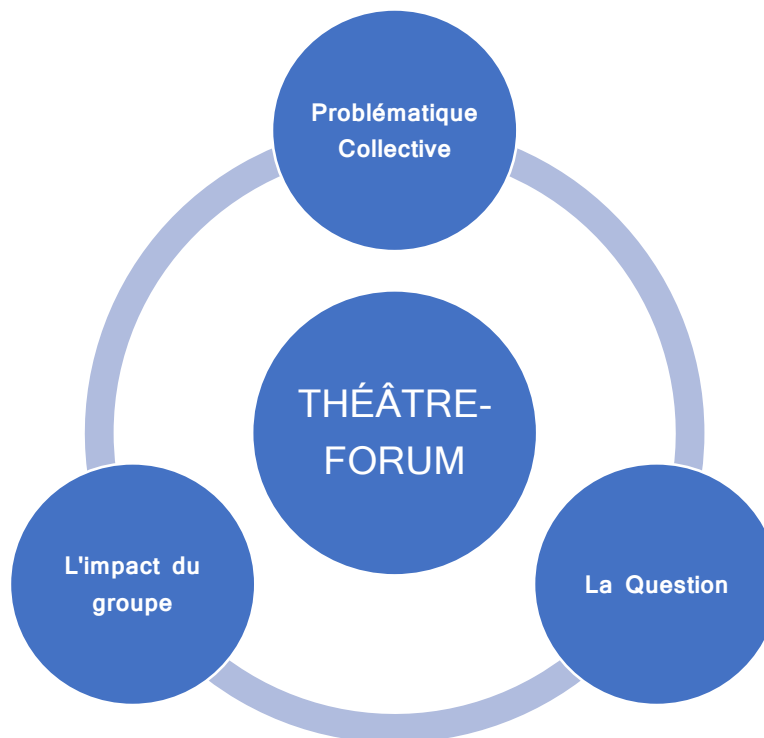 Problématique
Collective
THÉÂTRE-
FORUM
L'impact du
groupe
La Question